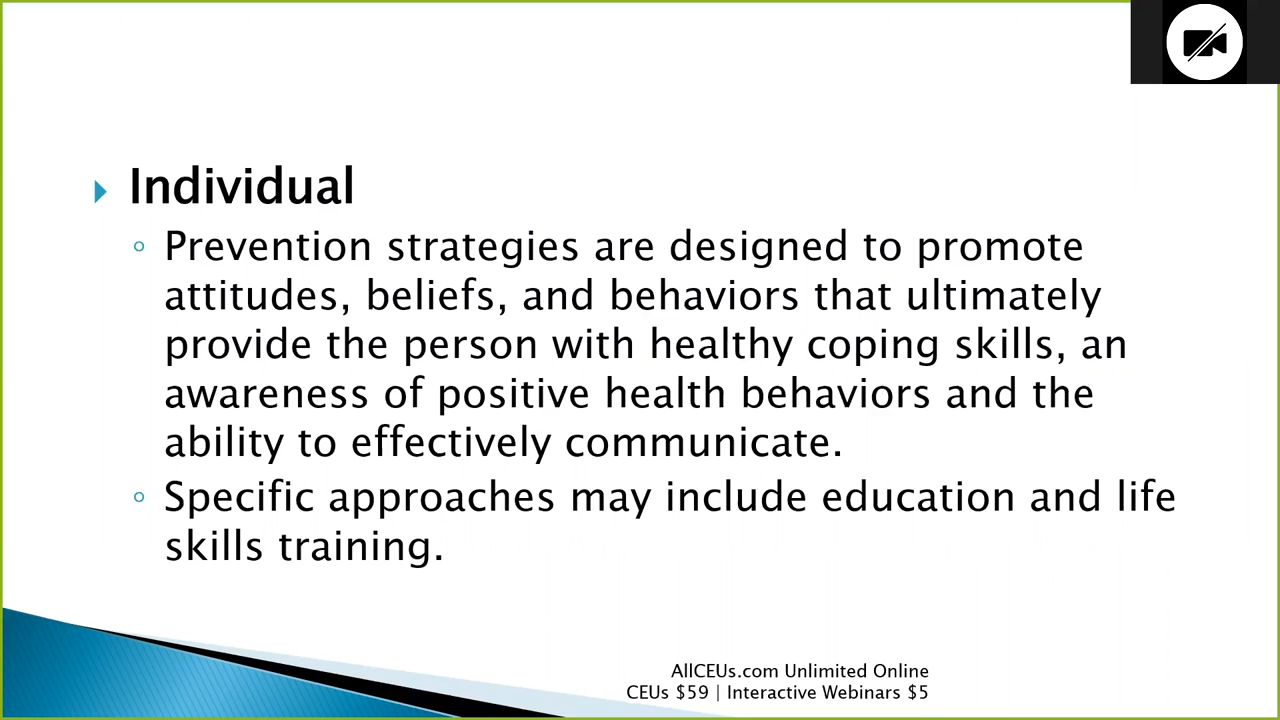 Individual
Prevention strategies are designed to promote
attitudes, beliefs, and behaviors that ultimately
provide the person with healthy coping skills, an
awareness of positive health behaviors and the
ability to effectively communicate.
Specific approaches may include education and life
skills training.
AllCEUs.com Unlimited Online
CEUs $59 | Interactive Webinars $5